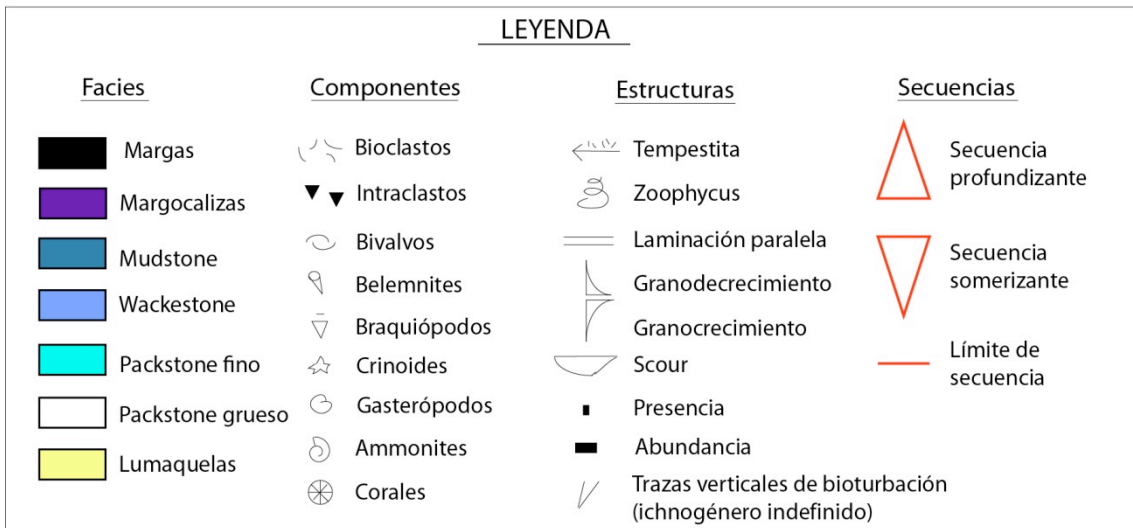 LEYENDA
Facies
Margas
Margocalizas
Mudstone
Wackestone
Packstone fino
Packstone grueso
Lumaquelas
Componentes
Bioclastos
Intraclastos
Bivalvos
Belemnites
Braquiópodos
Crinoides
Gasterópodos
Ammonites
Corales
Estructuras
Tempestita
Zoophycus
Laminación paralela
Granodecrecimiento
Granocrecimiento
Scour
Presencia
Abundancia
Trazas verticales de bioturbación
(ichnogénero indefinido)
Secuencias
Secuencia
profundizante
Secuencia
somerizante
Límite de
secuencia